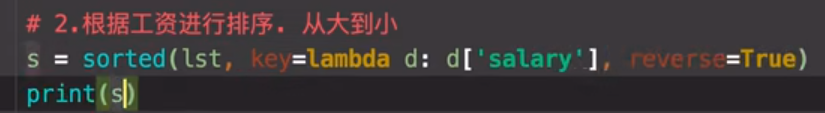 # 2.根据工资进行排序. 从大到小
s = sorted(lst, key=lambda d: d['salary'], reverse=True)
print(s)